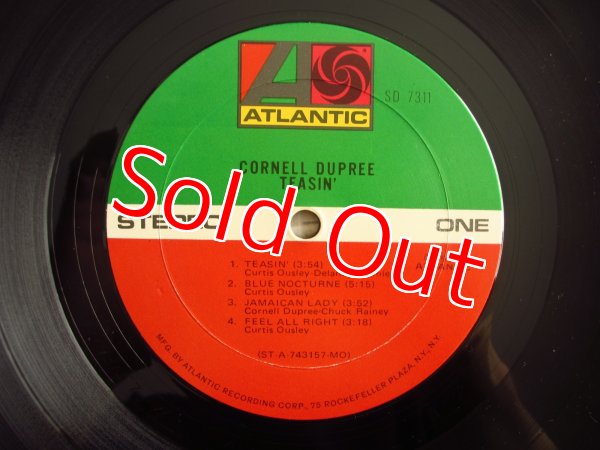 ATLANTIC
SD 7311
CORNELL DUPREE
TEASIN'
STEREO
ONE
Sold Out
1. TEASIN' (3:54)
Curtis Ousley-
2. BLUE NOCTURNE (5:15)
Curtis Ousley
3. JAMAICAN LADY (3:52)
Cornell Dupree-Chuck Rainey
4. FEEL ALL RIGHT (3:18)
Curtis Ousley
(ST A-743157-MO)
MFG. BY ATLANTIC RECORDING CORP., 75 ROCKEFELLER PLAZA, N.Y., N.Y.